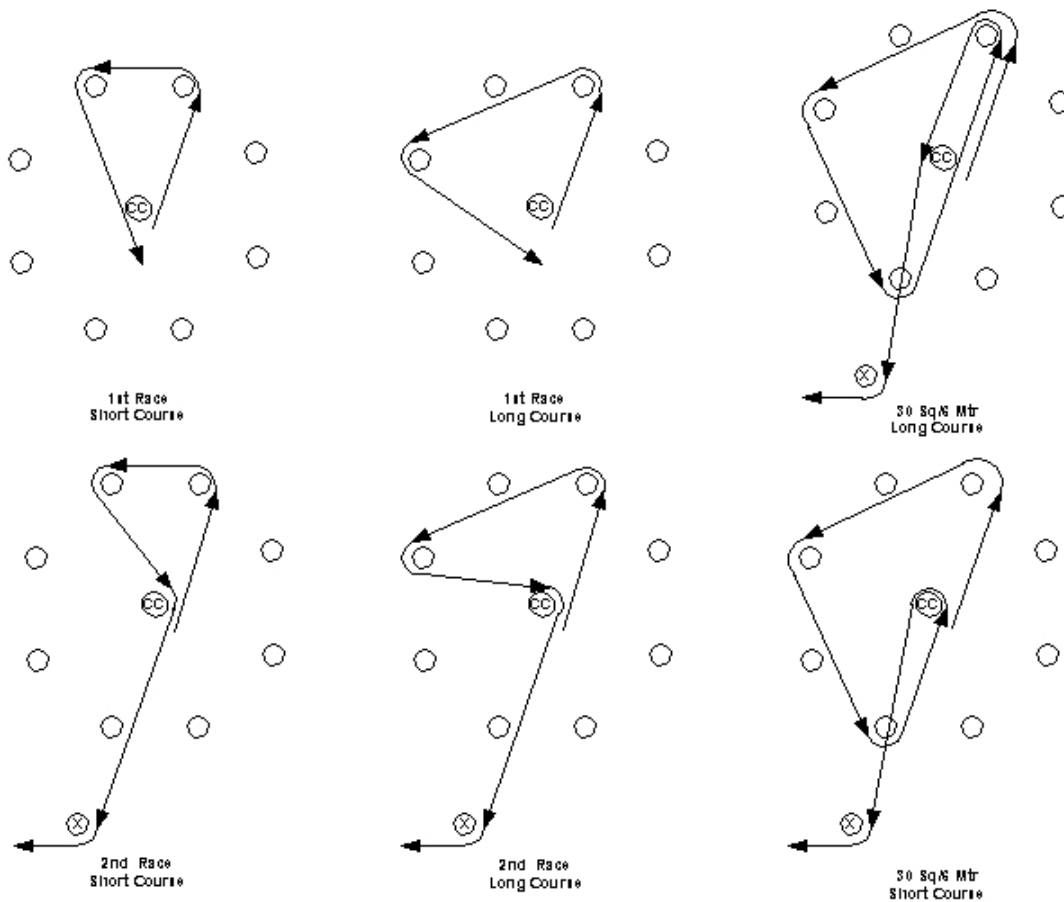 CC
CC
CC
1st Race
Short Course
1st Race
Long Course
X
30 Sq/6 Mtr
Long Course
CC
CC
CC
X
2nd Race
Short Course
X
2nd Race
Long Course
X
30 Sq/6 Mtr
Short Course